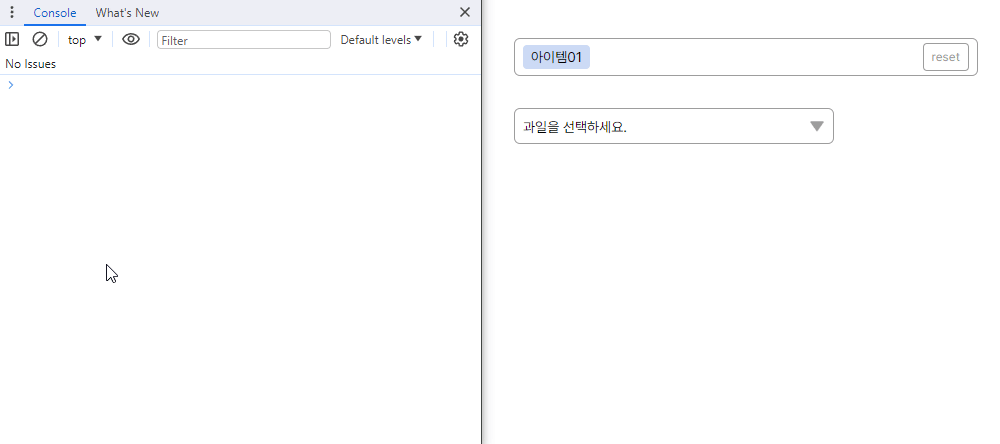 Console What's New
top Filter Default levels
No Issues
아이템01 reset
과일을 선택하세요.